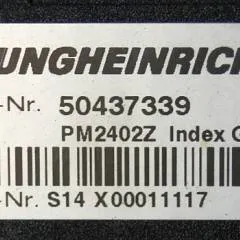 UNGHEINRICH
-Nr. 50437339
PM2402Z Index
-Nr. S14 X00011117